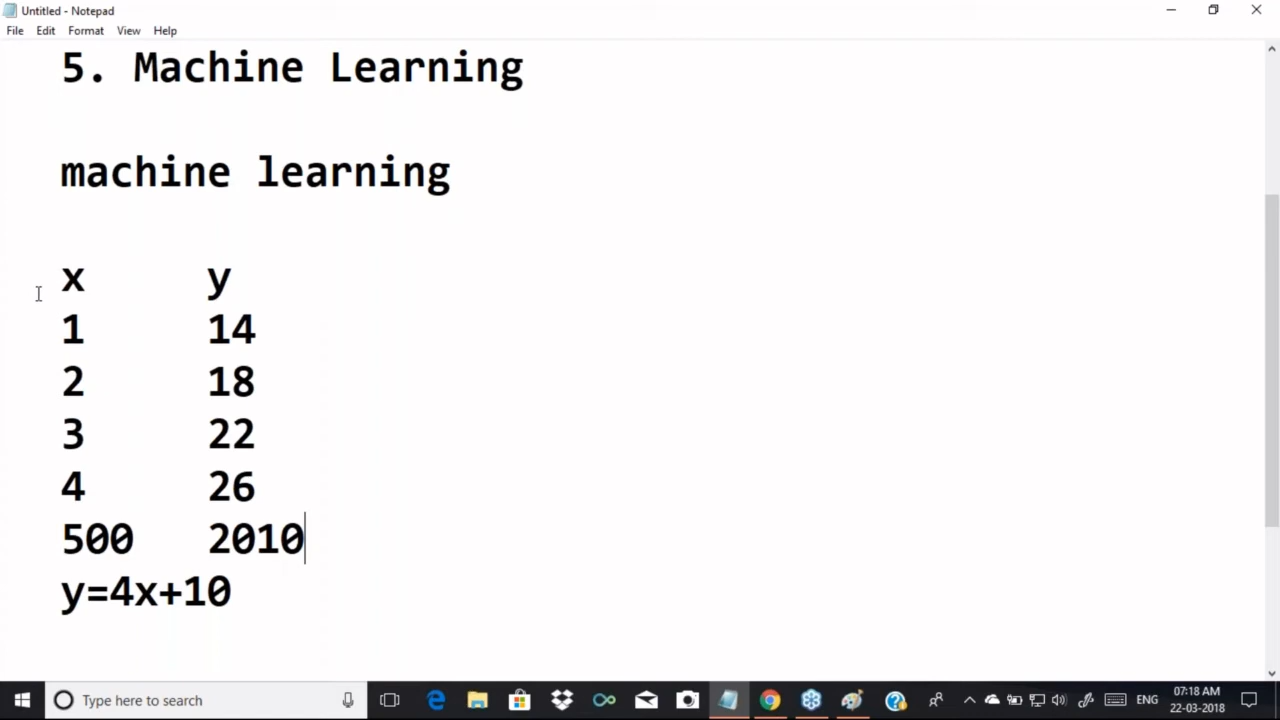 Untitled - Notepad
File Edit Format View Help
5. Machine Learning
machine learning
x y
1 14
2 18
3 22
4 26
500 2010
y=4x+10
Type here to search
ENG
07:18 AM
22-03-2018